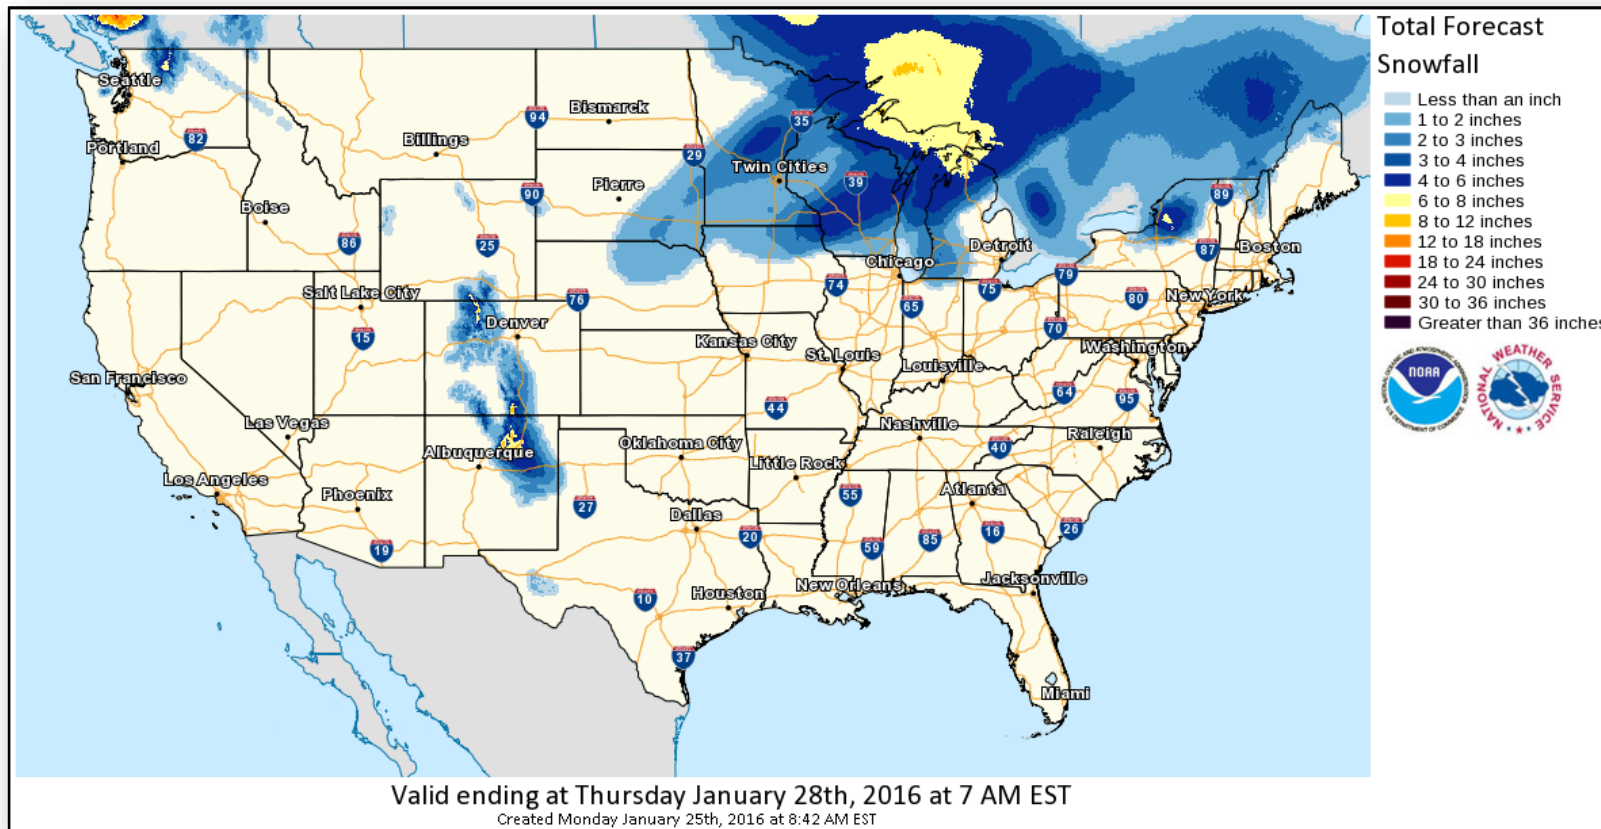 Total Forecast
Snowfall
Less than an inch
1 to 2 inches
2 to 3 inches
3 to 4 inches
4 to 6 inches
6 to 8 inches
8 to 12 inches
12 to 18 inches
18 to 24 inches
24 to 30 inches
30 to 36 inches
Greater than 36 inches
NOAA
NATIONAL WEATHER SERVICE
Seattle
82
Portland
94
Bismarck
Billings
35
29
Twin Cities
90
Pierre
39
Boise
86
25
89
87
Boston
Detroit
Chicago
79
74
75
65
80
New York
Salt Lake City
76
Denver
15
70
Kansas City
St. Louis
Washington
Louisville
San Francisco
64
95
44
Las Vegas
Nashville
Raleigh
40
Albuquerque
Oklahoma City
Little Rock
Los Angeles
Phoenix
27
55
Atlanta
Dallas
20
59
85
16
26
19
New Orleans
Jacksonville
10
Houston
37
Miami
Valid ending at Thursday January 28th, 2016 at 7 AM EST
Created Monday January 25th, 2016 at 8:42 AM EST